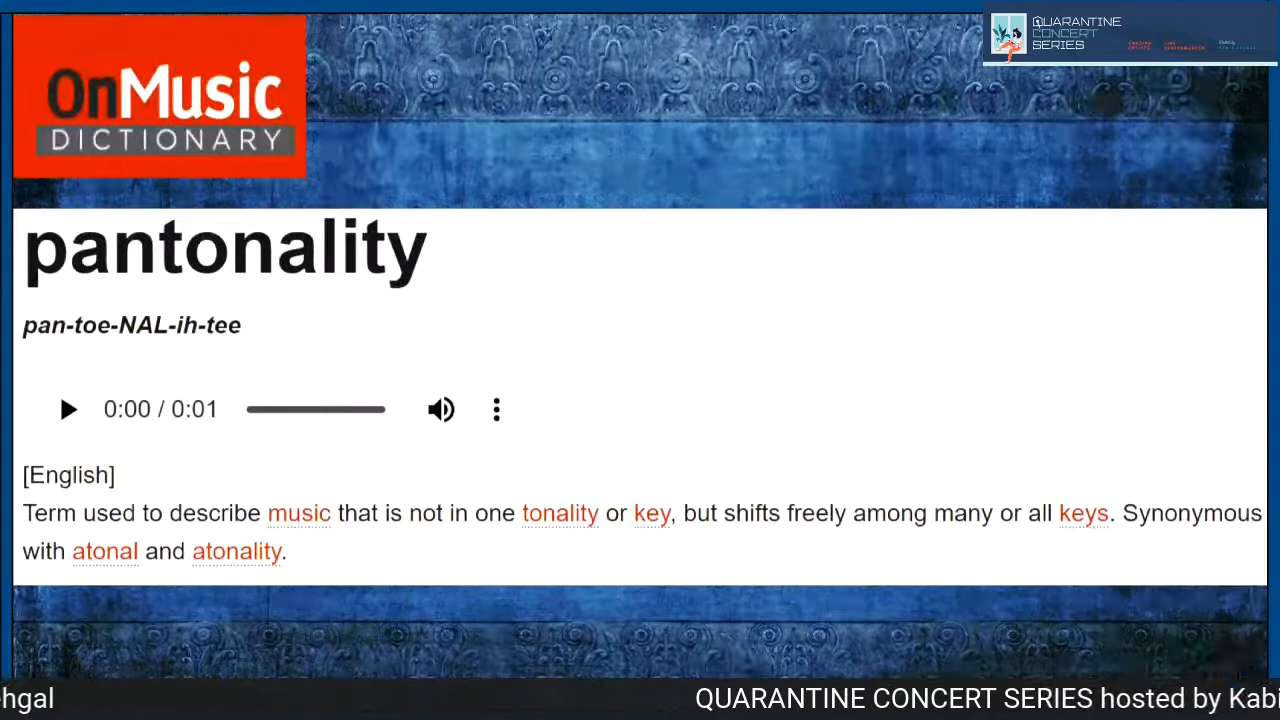 QUARANTINE
CONCERT
SERIES
OnMusic
DICTIONARY
pantonality
pan-toe-NAL-ih-tee
0:00 / 0:01
[English]
Term used to describe music that is not in one tonality or key, but shifts freely among many or all keys. Synonymous
with atonal and atonality.
hgal
QUARANTINE CONCERT SERIES hosted by Kabi